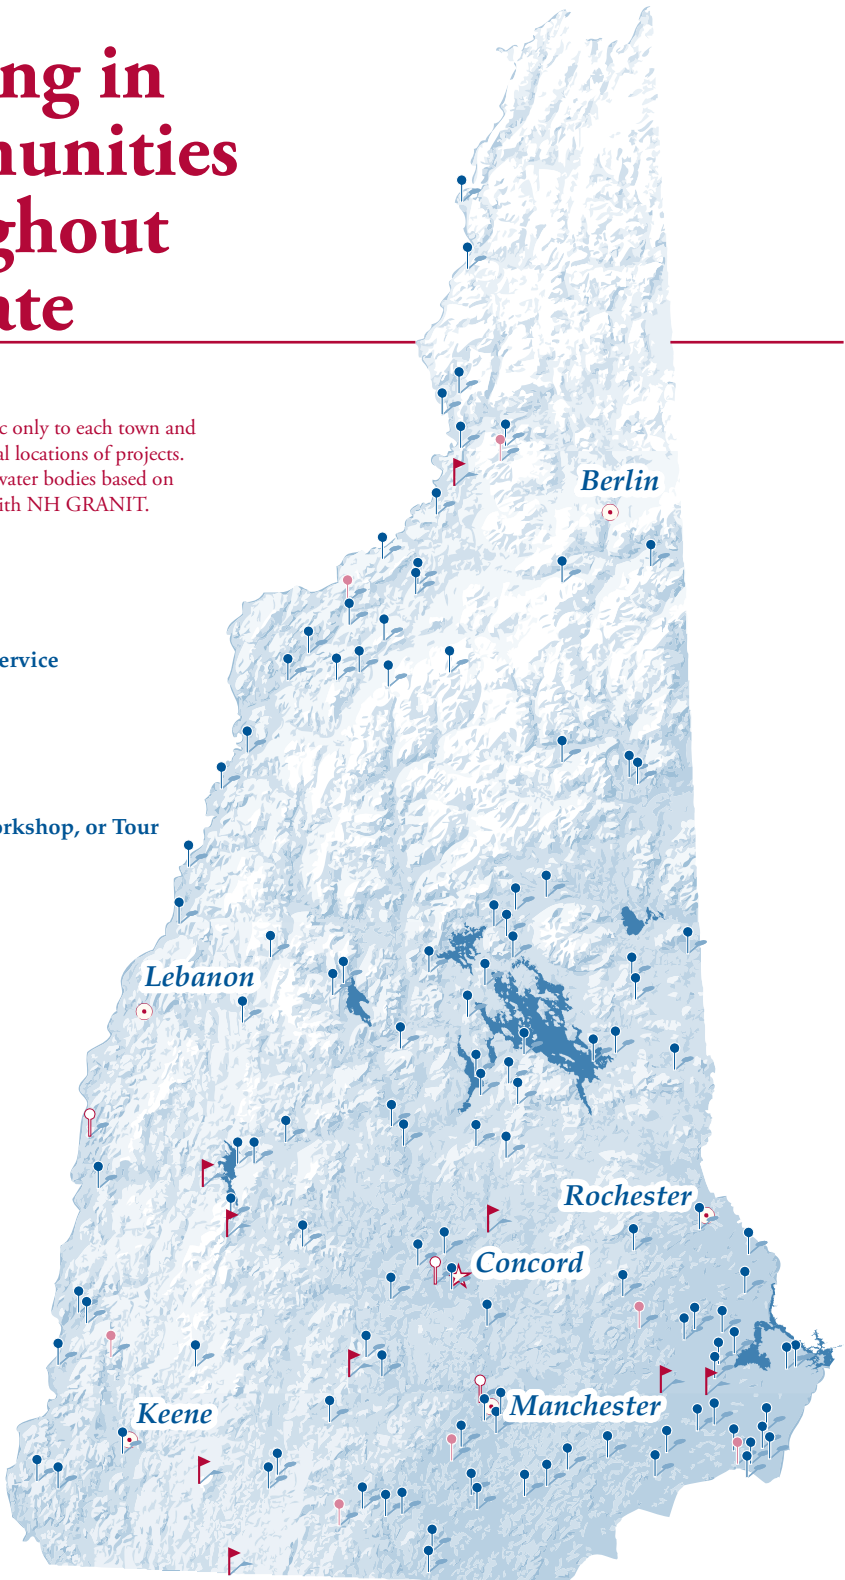 ng in
nunities
ghout
ate
c only to each town and
al locations of projects.
water bodies based on
ith NH GRANIT.
Berlin
ervice
orkshop, or Tour
Lebanon
Rochester
Concord
Manchester
Keene